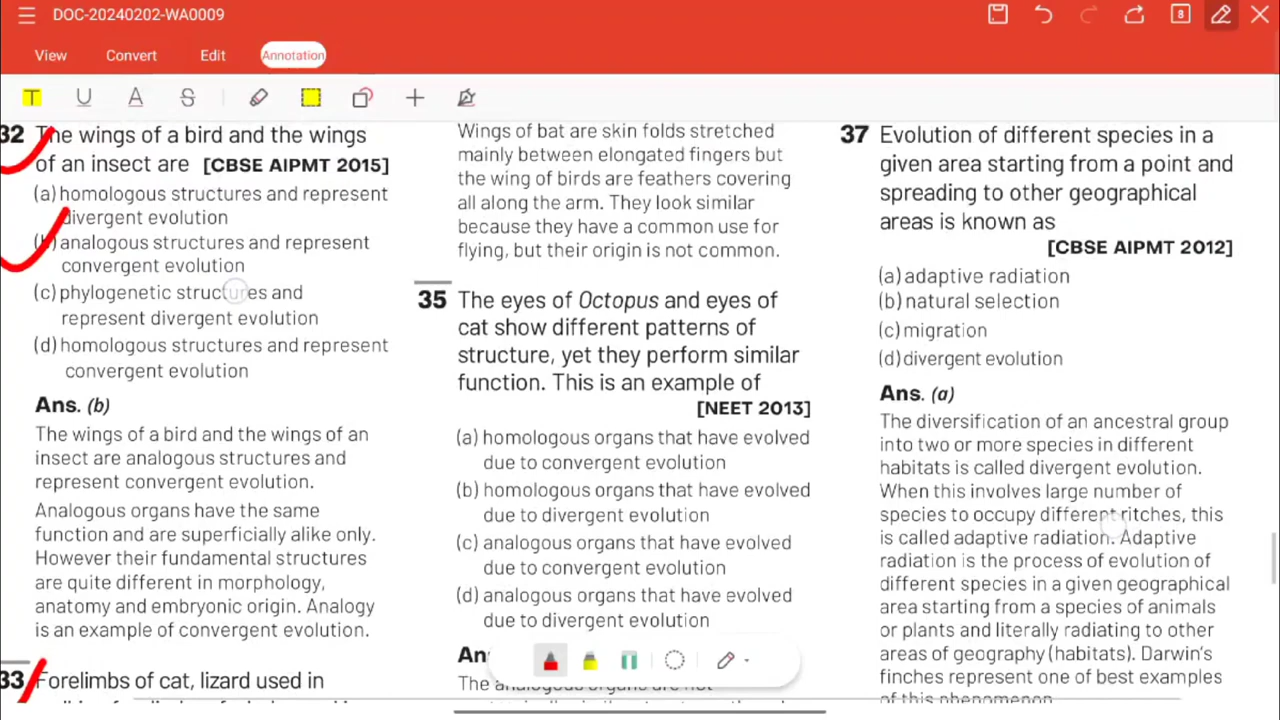 DOC-20240202-WA0009
8
View
Convert
Edit
Annotation
T
U
A
S
32 The wings of a bird and the wings
of an insect are [CBSE AIPMT 2015]
(a) homologous structures and represent
divergent evolution
(b) analogous structures and represent
convergent evolution
(c) phylogenetic structures and
represent divergent evolution
(d) homologous structures and represent
convergent evolution
Ans. (b)
The wings of a bird and the wings of an
insect are analogous structures and
represent convergent evolution.
Analogous organs have the same
function and are superficially alike only.
However their fundamental structures
are quite different in morphology,
anatomy and embryonic origin. Analogy
is an example of convergent evolution.
33 Forelimbs of cat, lizard used in
Wings of bat are skin folds stretched
mainly between elongated fingers but
the wing of birds are feathers covering
all along the arm. They look similar
because they have a common use for
flying, but their origin is not common.
35 The eyes of Octopus and eyes of
cat show different patterns of
structure, yet they perform similar
function. This is an example of
[NEET 2013]
(a) homologous organs that have evolved
due to convergent evolution
(b) homologous organs that have evolved
due to divergent evolution
(c) analogous organs that have evolved
due to convergent evolution
(d) analogous organs that have evolved
due to divergent evolution
The analogous organs are not
37 Evolution of different species in a
given area starting from a point and
spreading to other geographical
areas is known as
[CBSE AIPMT 2012]
(a) adaptive radiation
(b) natural selection
(c) migration
(d) divergent evolution
Ans. (a)
The diversification of an ancestral group
into two or more species in different
habitats is called divergent evolution.
When this involves large number of
species to occupy different ritches, this
is called adaptive radiation. Adaptive
radiation is the process of evolution of
different species in a given geographical
area starting from a species of animals
or plants and literally radiating to other
areas of geography (habitats). Darwin's
finches represent one of best examples
of this phenomenon